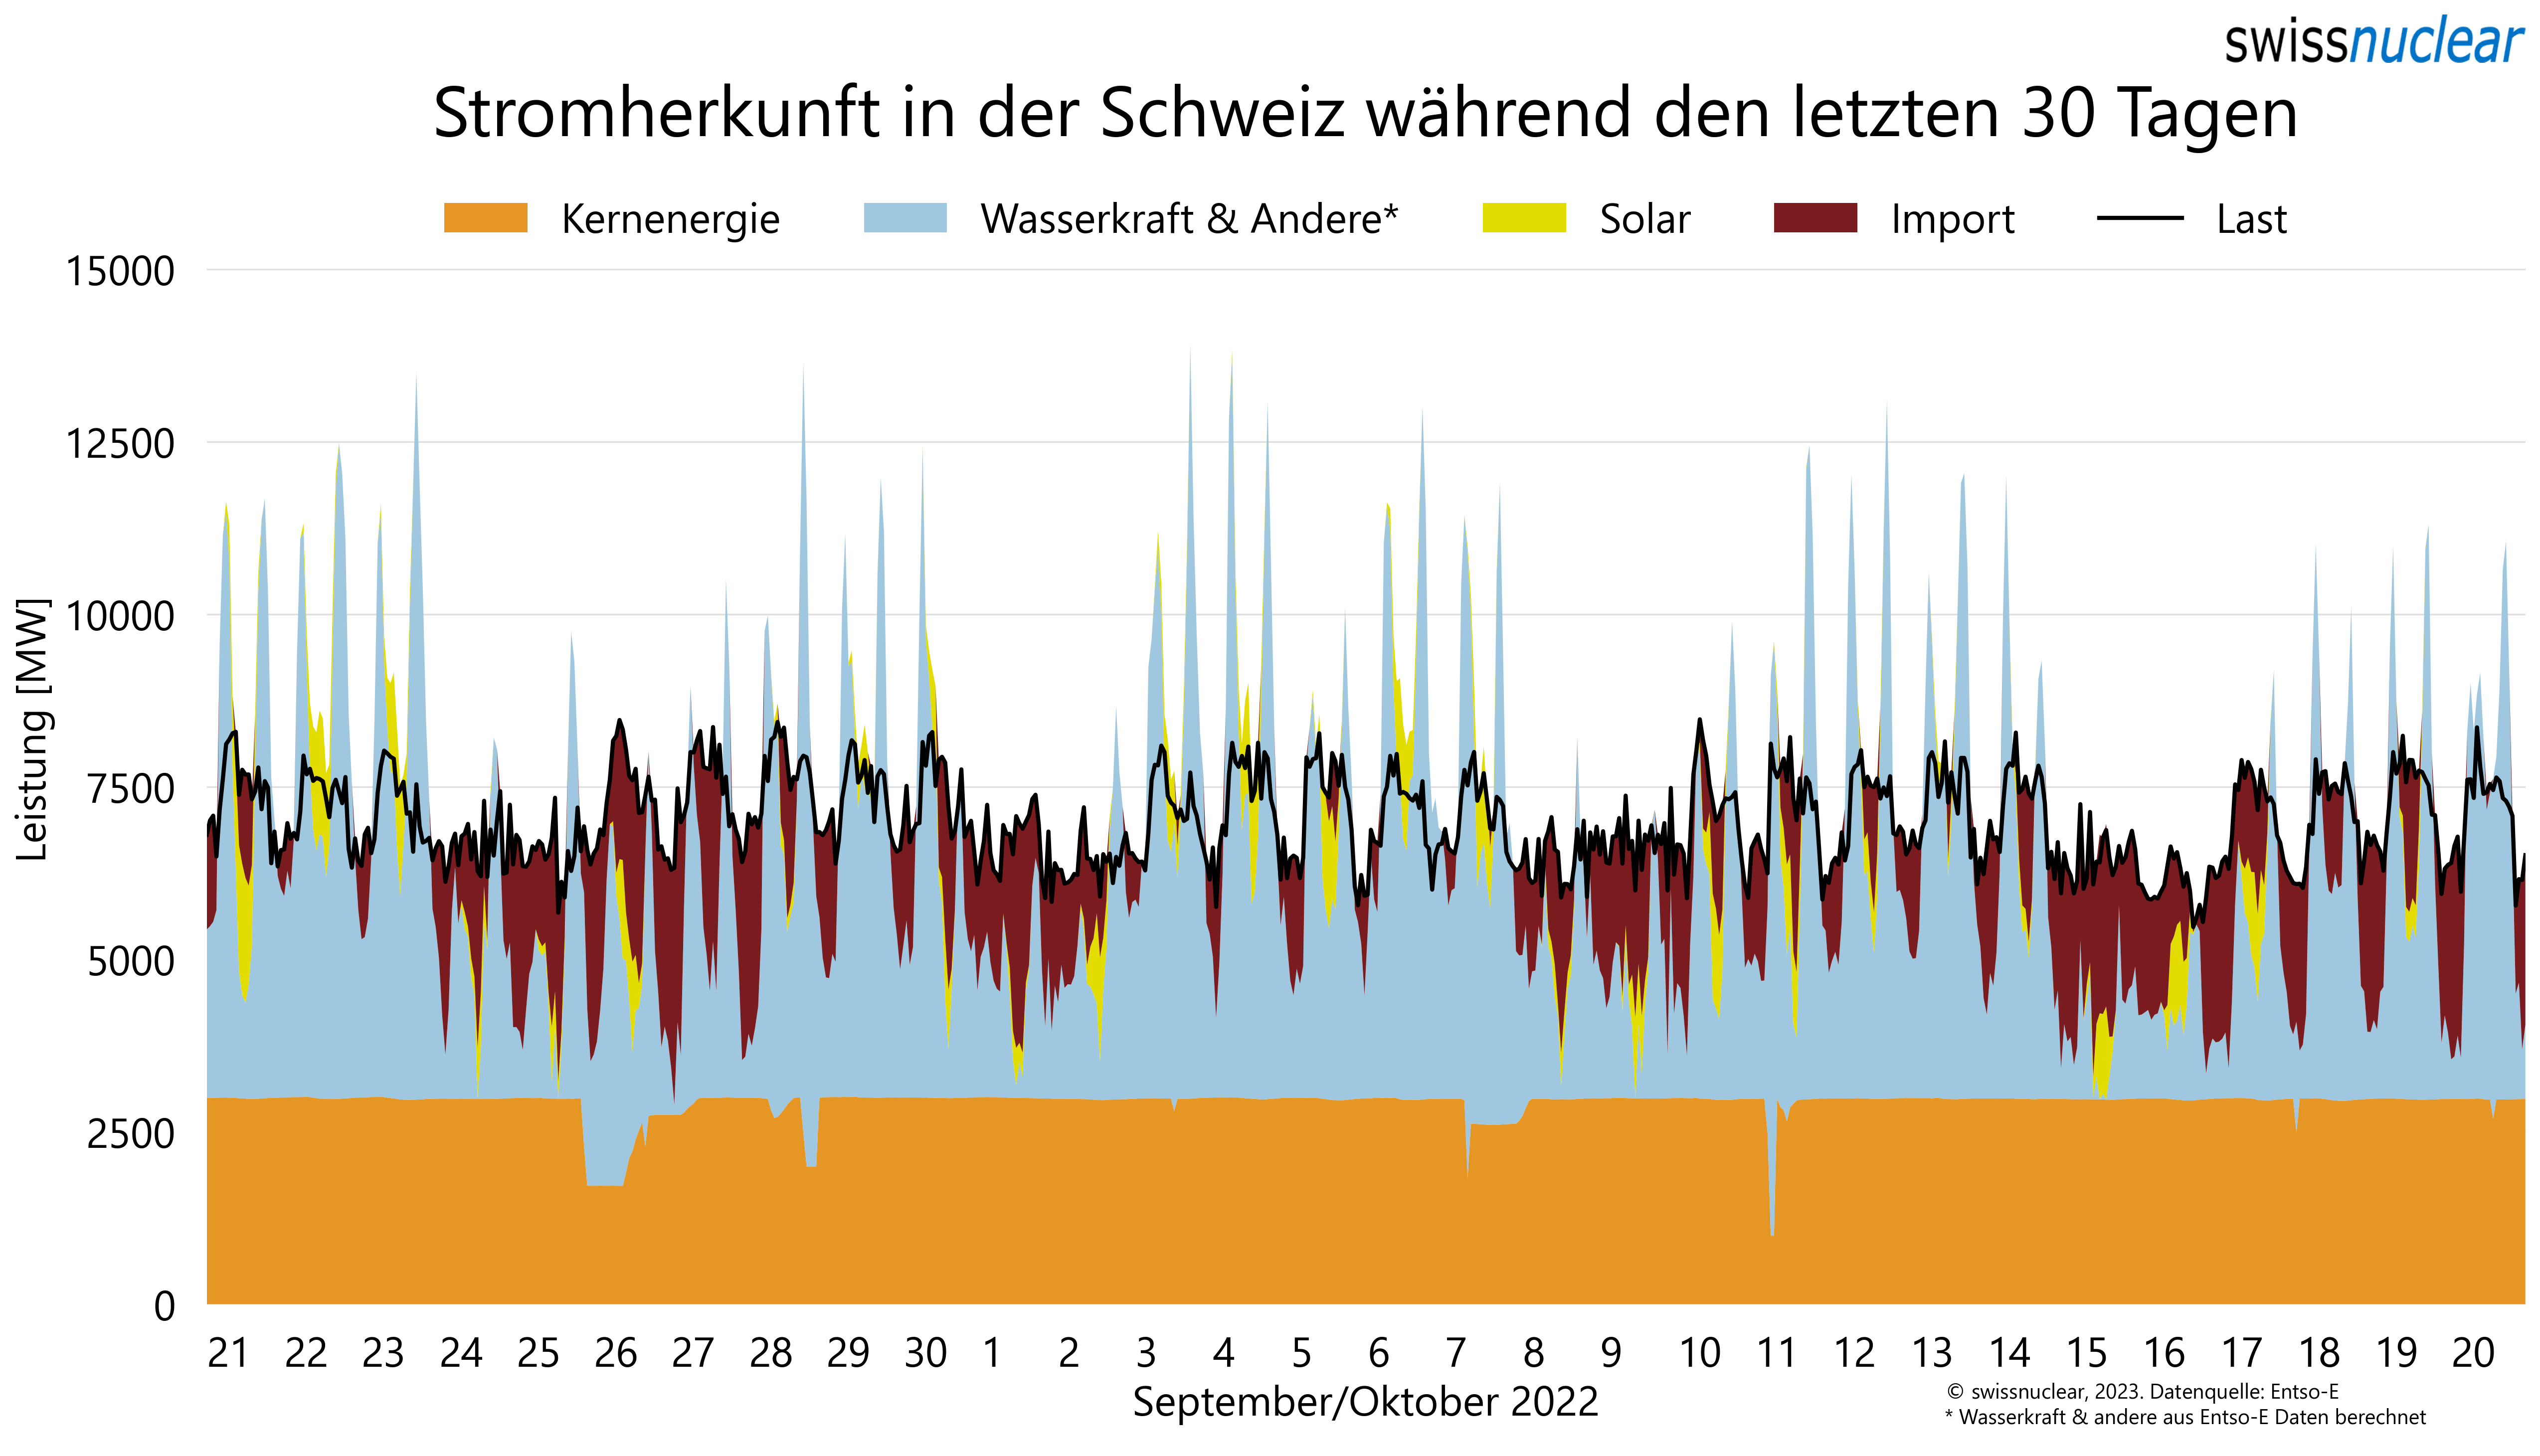 swissnuclear
Stromherkunft in der Schweiz während den letzten 30 Tagen
Kernenergie Wasserkraft & Andere* Solar Import Last
15000
12500
10000
7500
5000
2500
0
Leistung [MW]
21 22 23 24 25 26 27 28 29 30 1 2 3 4 5 6 7 8 9 10 11 12 13 14 15 16 17 18 19 20
September/Oktober 2022
© swissnuclear, 2023. Datenquelle: Entso-E
* Wasserkraft & andere aus Entso-E Daten berechnet